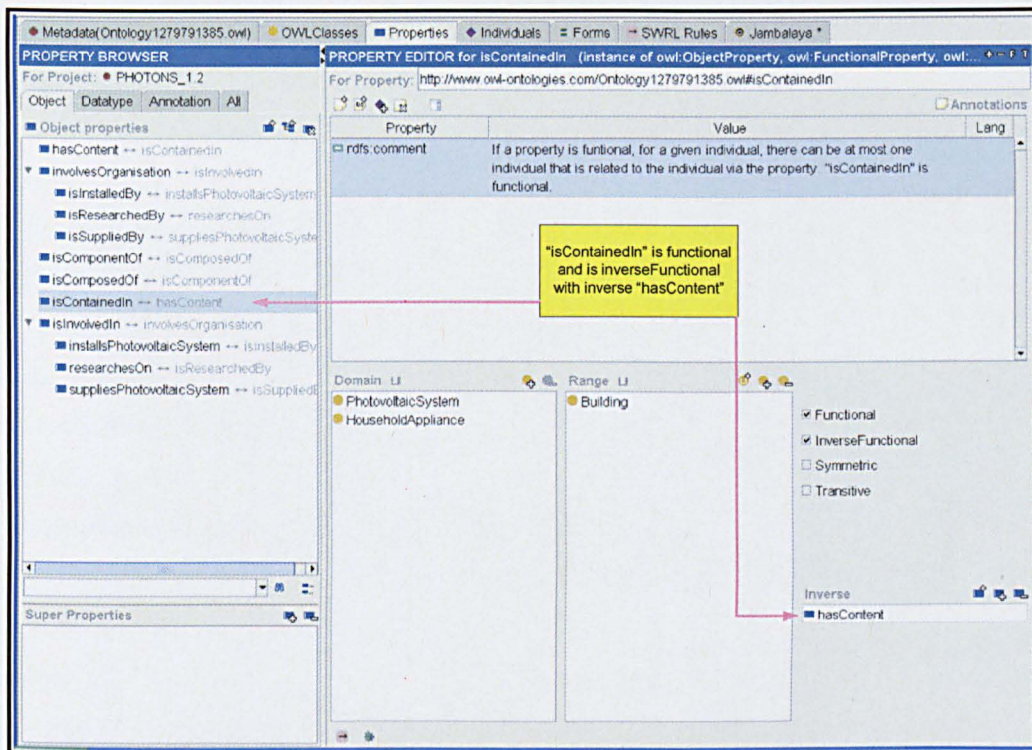 Metadata(Ontology1279791385.owl) OWLClasses Properties Individuals Forms SWRL Rules Jambalaya *
PROPERTY BROWSER
For Project: PHOTONS_1.2
Object Datatype Annotation All
Object properties
hasContent ↔ isContainedIn
involvesOrganisation ↔ isInvolvedIn
isInstalledBy ↔ installsPhotovoltaicSystem
isResearchedBy ↔ researchesOn
isSuppliedBy ↔ suppliesPhotovoltaicSyste
isComponentOf ↔ isComposedOf
isComposedOf ↔ isComponentOf
isContainedIn ↔ hasContent
isInvolvedIn ↔ involvesOrganisation
installsPhotovoltaicSystem ↔ isInstalledBy
researchesOn ↔ isResearchedBy
suppliesPhotovoltaicSystem ↔ isSuppliedB
Super Properties
PROPERTY EDITOR for isContainedIn (instance of owl:ObjectProperty, owl:FunctionalProperty, owl:...
For Property: http://www.owl-ontologies.com/Ontology1279791385.owl#isContainedIn
Annotations
Property Value Lang
rdfs:comment If a property is funtional, for a given individual, there can be at most one
individual that is related to the individual via the property. "isContainedIn" is
functional.
"isContainedIn" is functional
and is inverseFunctional
with inverse "hasContent"
Domain ⊔
PhotovoltaicSystem
HouseholdAppliance
Range ⊔
Building
Functional
InverseFunctional
Symmetric
Transitive
Inverse
hasContent